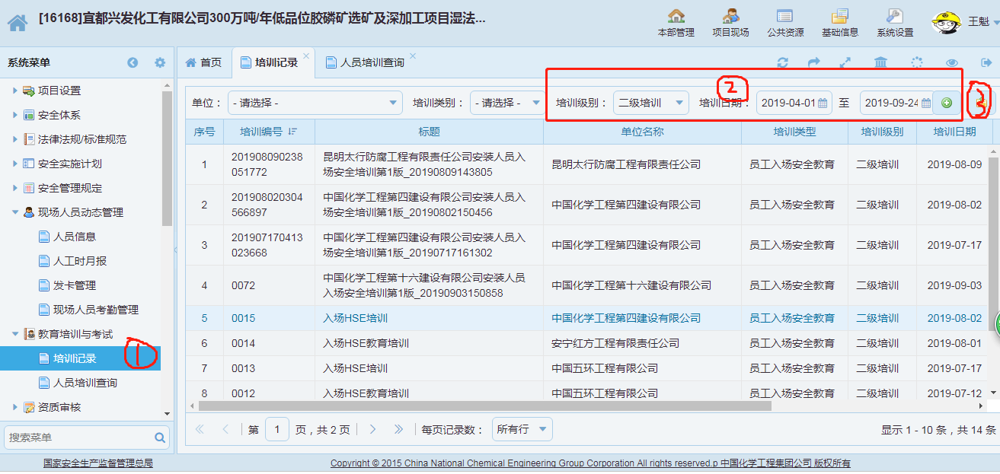 [16168]宜都兴发化工有限公司300万吨/年低品位胶磷矿选矿及深加工项目湿法...
本部管理
项目现场
公共资源
基础信息
系统设置
王魁
系统菜单
首页
培训记录
人员培训查询
项目设置
安全体系
法律法规/标准规范
安全实施计划
安全管理规定
现场人员动态管理
人员信息
人工时月报
发卡管理
现场人员考勤管理
教育培训与考试
培训记录
1
人员培训查询
资质审核
搜索菜单
单位： - 请选择 - 培训类别： - 请选择 - 培训级别： 二级培训 培训日期： 2019-04-01 至 2019-09-24
2
3
序号 培训编号 标题 单位名称 培训类型 培训级别 培训日期
1 201908090238051772 昆明太行防腐工程有限责任公司安装人员入场安全培训第1版_20190809143805 昆明太行防腐工程有限责任公司 员工入场安全教育 二级培训 2019-08-09
2 201908020304566897 中国化学工程第四建设有限公司安装人员入场安全培训第1版_20190802150456 中国化学工程第四建设有限公司 员工入场安全教育 二级培训 2019-08-02
3 201907170413023668 中国化学工程第四建设有限公司安装人员入场安全培训第1版_20190717161302 中国化学工程第四建设有限公司 员工入场安全教育 二级培训 2019-07-17
4 0072 中国化学工程第十六建设有限公司安装人员入场安全培训第1版_20190903150858 中国化学工程第十六建设有限公司 员工入场安全教育 二级培训 2019-09-03
5 0015 入场HSE培训 中国化学工程第四建设有限公司 员工入场安全教育 二级培训 2019-08-02
6 0014 入场HSE教育培训 安宁红方工程有限责任公司 员工入场安全教育 二级培训 2019-08-01
7 0013 入场HSE培训 中国五环工程有限公司 员工入场安全教育 二级培训 2019-07-17
8 0012 入场HSE教育培训 中国五环工程有限公司 员工入场安全教育 二级培训 2019-07-12
第 1 页，共 2 页 每页记录数： 所有行 显示 1 - 10 条，共 14 条
国家安全生产监督管理总局
Copyright © 2015 China National Chemical Engineering Group Corporation All rights reserved.p 中国化学工程集团公司 版权所有